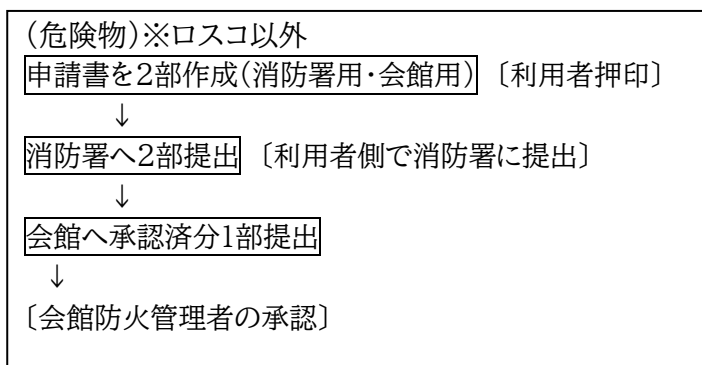 (危険物)※ロスコ以外
申請書を2部作成(消防署用・会館用) 〔利用者押印〕
↓
消防署へ2部提出 〔利用者側で消防署に提出〕
↓
会館へ承認済分1部提出
↓
〔会館防火管理者の承認〕